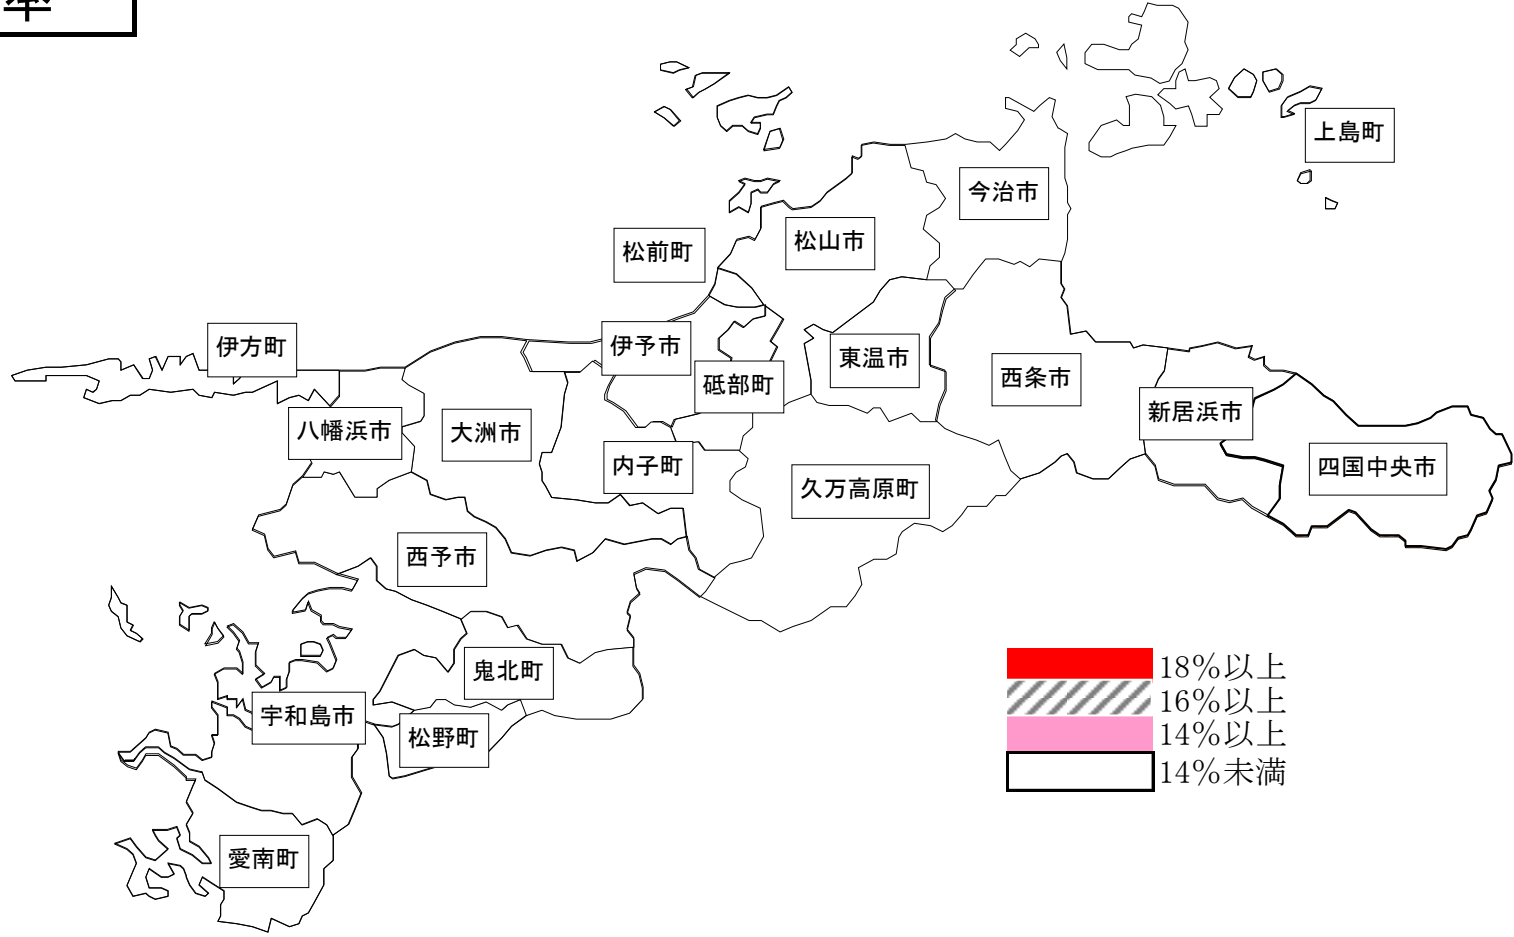 率
上島町
今治市
松山市
松前町
伊方町
伊予市
東温市
砥部町
西条市
新居浜市
八幡浜市
大洲市
内子町
四国中央市
久万高原町
西予市
鬼北町
宇和島市
松野町
愛南町
18%以上
16%以上
14%以上
14%未満